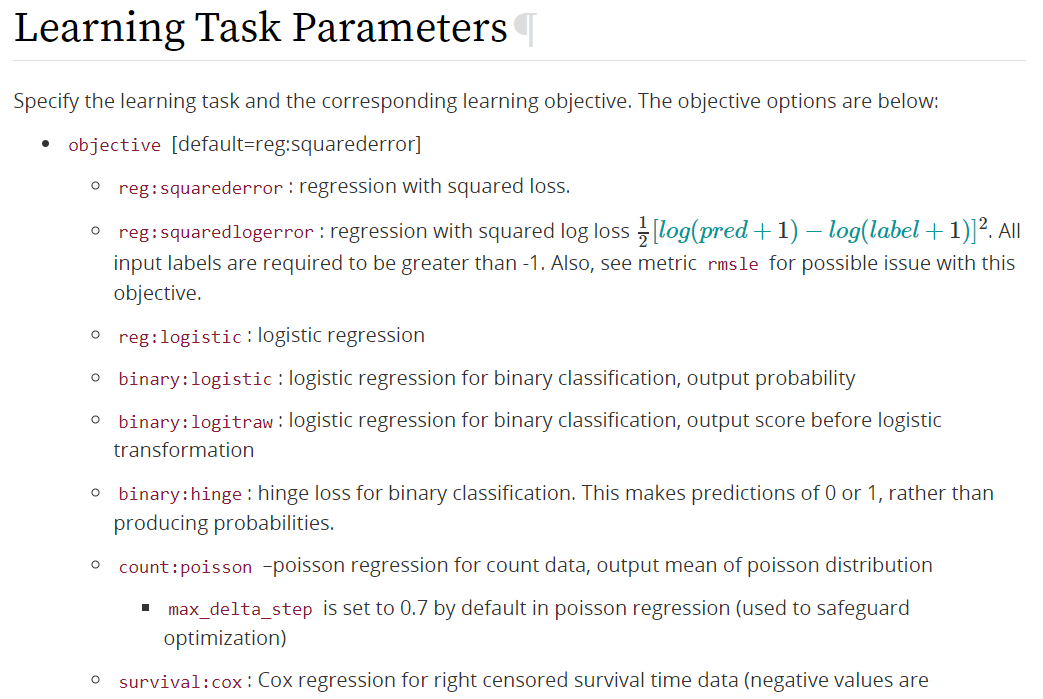 Learning Task Parameters¶
Specify the learning task and the corresponding learning objective. The objective options are below:
• objective [default=reg:squarederror]
◦ reg:squarederror : regression with squared loss.
◦ reg:squaredlogerror : regression with squared log loss ½[log(pred + 1) − log(label + 1)]². All
input labels are required to be greater than -1. Also, see metric rmsle for possible issue with this
objective.
◦ reg:logistic : logistic regression
◦ binary:logistic : logistic regression for binary classification, output probability
◦ binary:logitraw : logistic regression for binary classification, output score before logistic
transformation
◦ binary:hinge : hinge loss for binary classification. This makes predictions of 0 or 1, rather than
producing probabilities.
◦ count:poisson –poisson regression for count data, output mean of poisson distribution
▪ max_delta_step is set to 0.7 by default in poisson regression (used to safeguard
optimization)
◦ survival:cox : Cox regression for right censored survival time data (negative values are